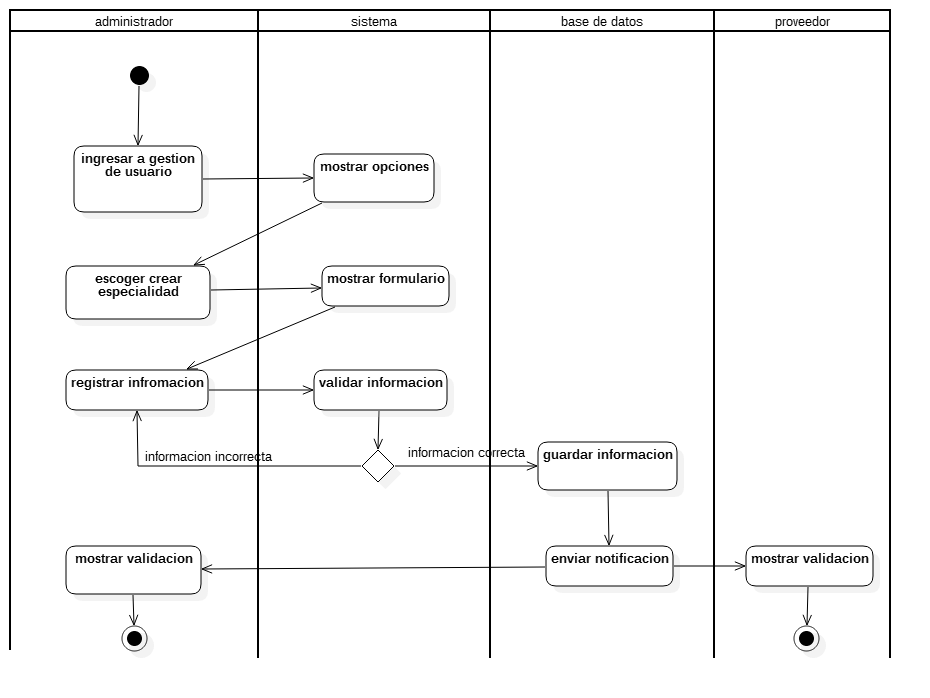 administrador
sistema
base de datos
proveedor
ingresar a gestion
de usuario
mostrar opciones
escoger crear
especialidad
mostrar formulario
registrar infromacion
validar informacion
informacion incorrecta
informacion correcta
guardar informacion
mostrar validacion
enviar notificacion
mostrar validacion